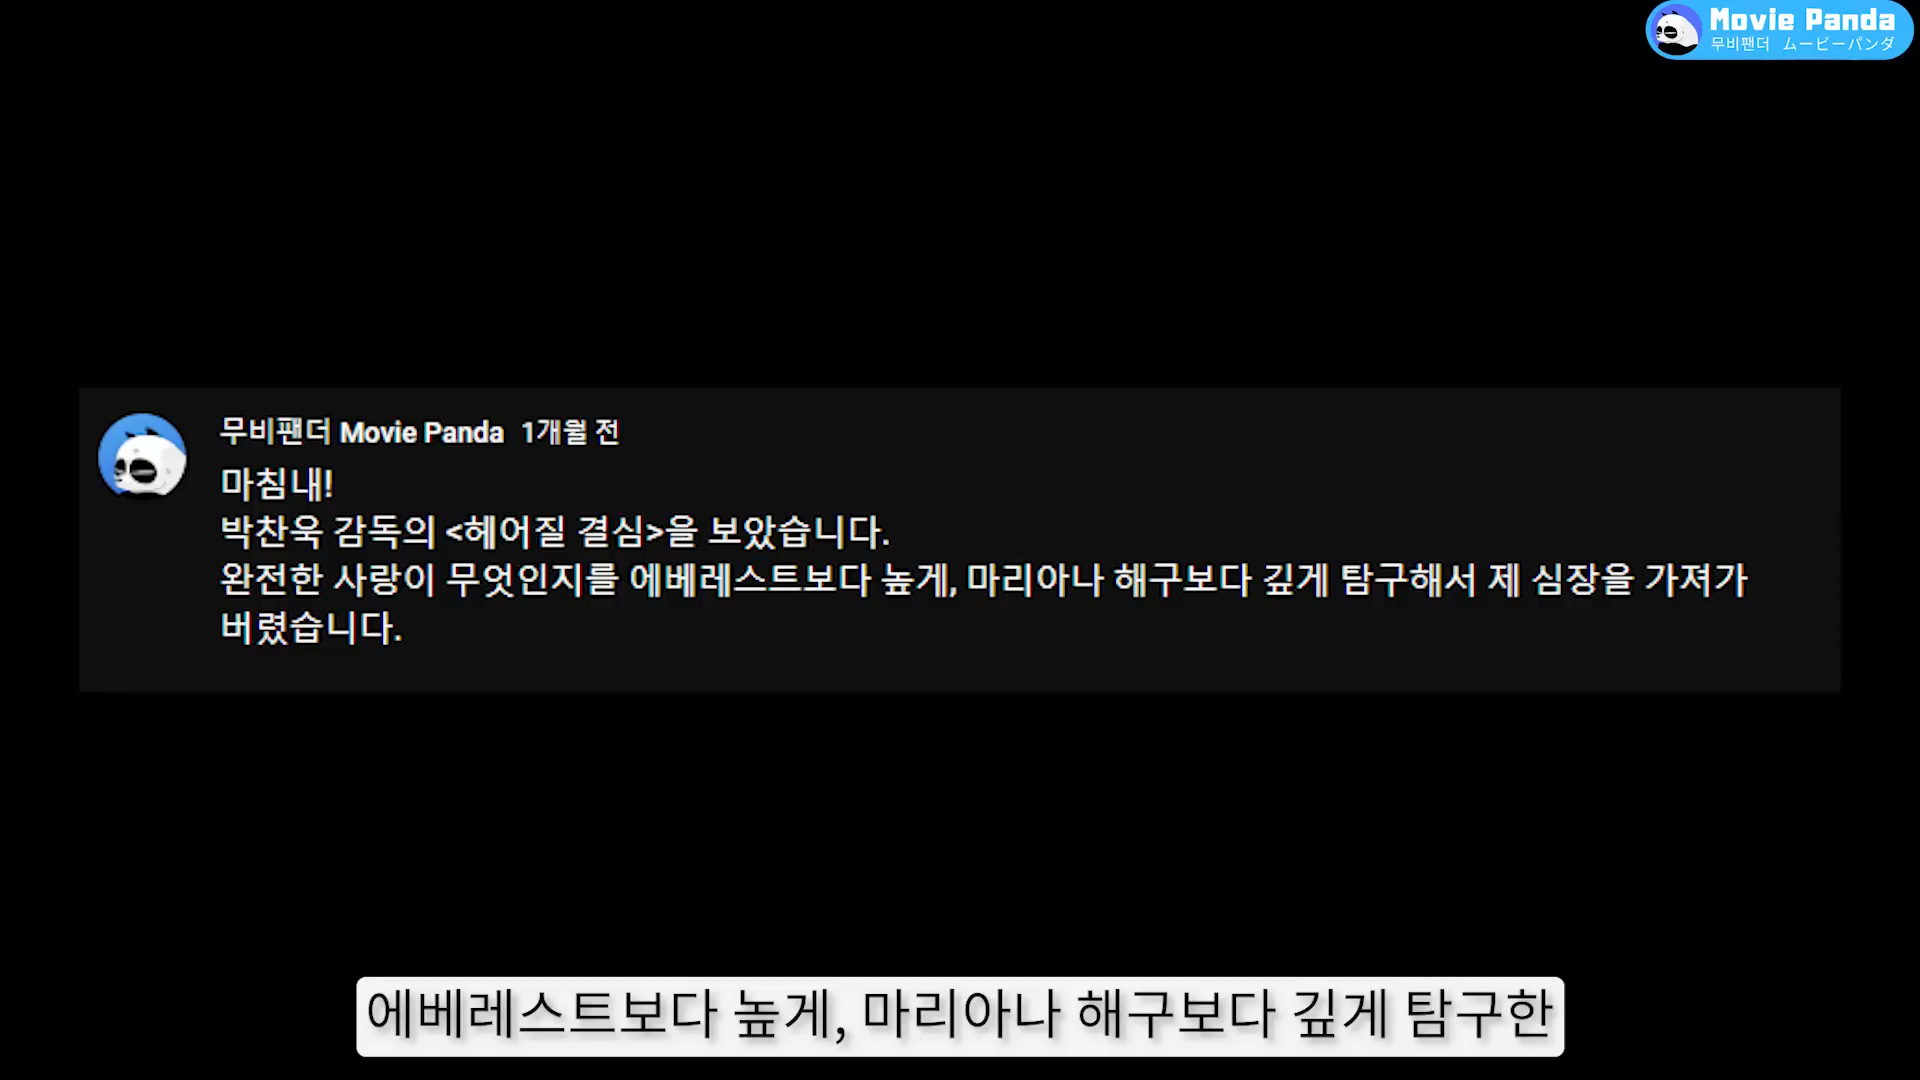 Movie Panda
무비팬더 ムービーパンダ
무비팬더 Movie Panda 1개월 전
마침내!
박찬욱 감독의 <헤어질 결심>을 보았습니다.
완전한 사랑이 무엇인지를 에베레스트보다 높게, 마리아나 해구보다 깊게 탐구해서 제 심장을 가져가
버렸습니다.
에베레스트보다 높게, 마리아나 해구보다 깊게 탐구한